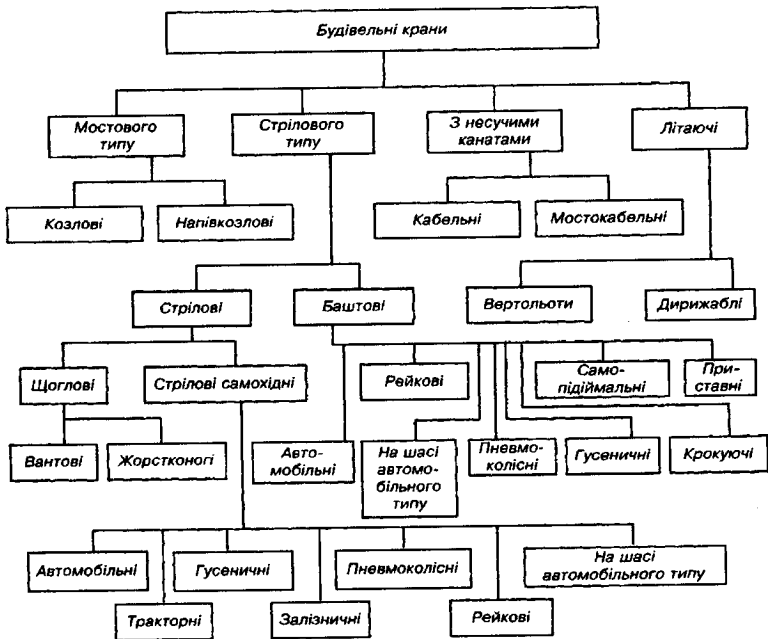 Будівельні крани
Мостового
типу
Стрілового
типу
З несучими
канатами
Літаючі
Козлові
Напівкозлові
Кабельні
Мостокабельні
Стрілові
Баштові
Вертольоти
Дирижаблі
Щоглові
Стрілові самохідні
Рейкові
Само-
підіймальні
При-
ставні
Вантові
Жорстконогі
Авто-
мобільні
На шасі
автомо-
більного
типу
Пневмо-
колісні
Гусеничні
Крокуючі
Автомобільні
Гусеничні
Пневмоколісні
На шасі
автомобільного типу
Тракторні
Залізничні
Рейкові